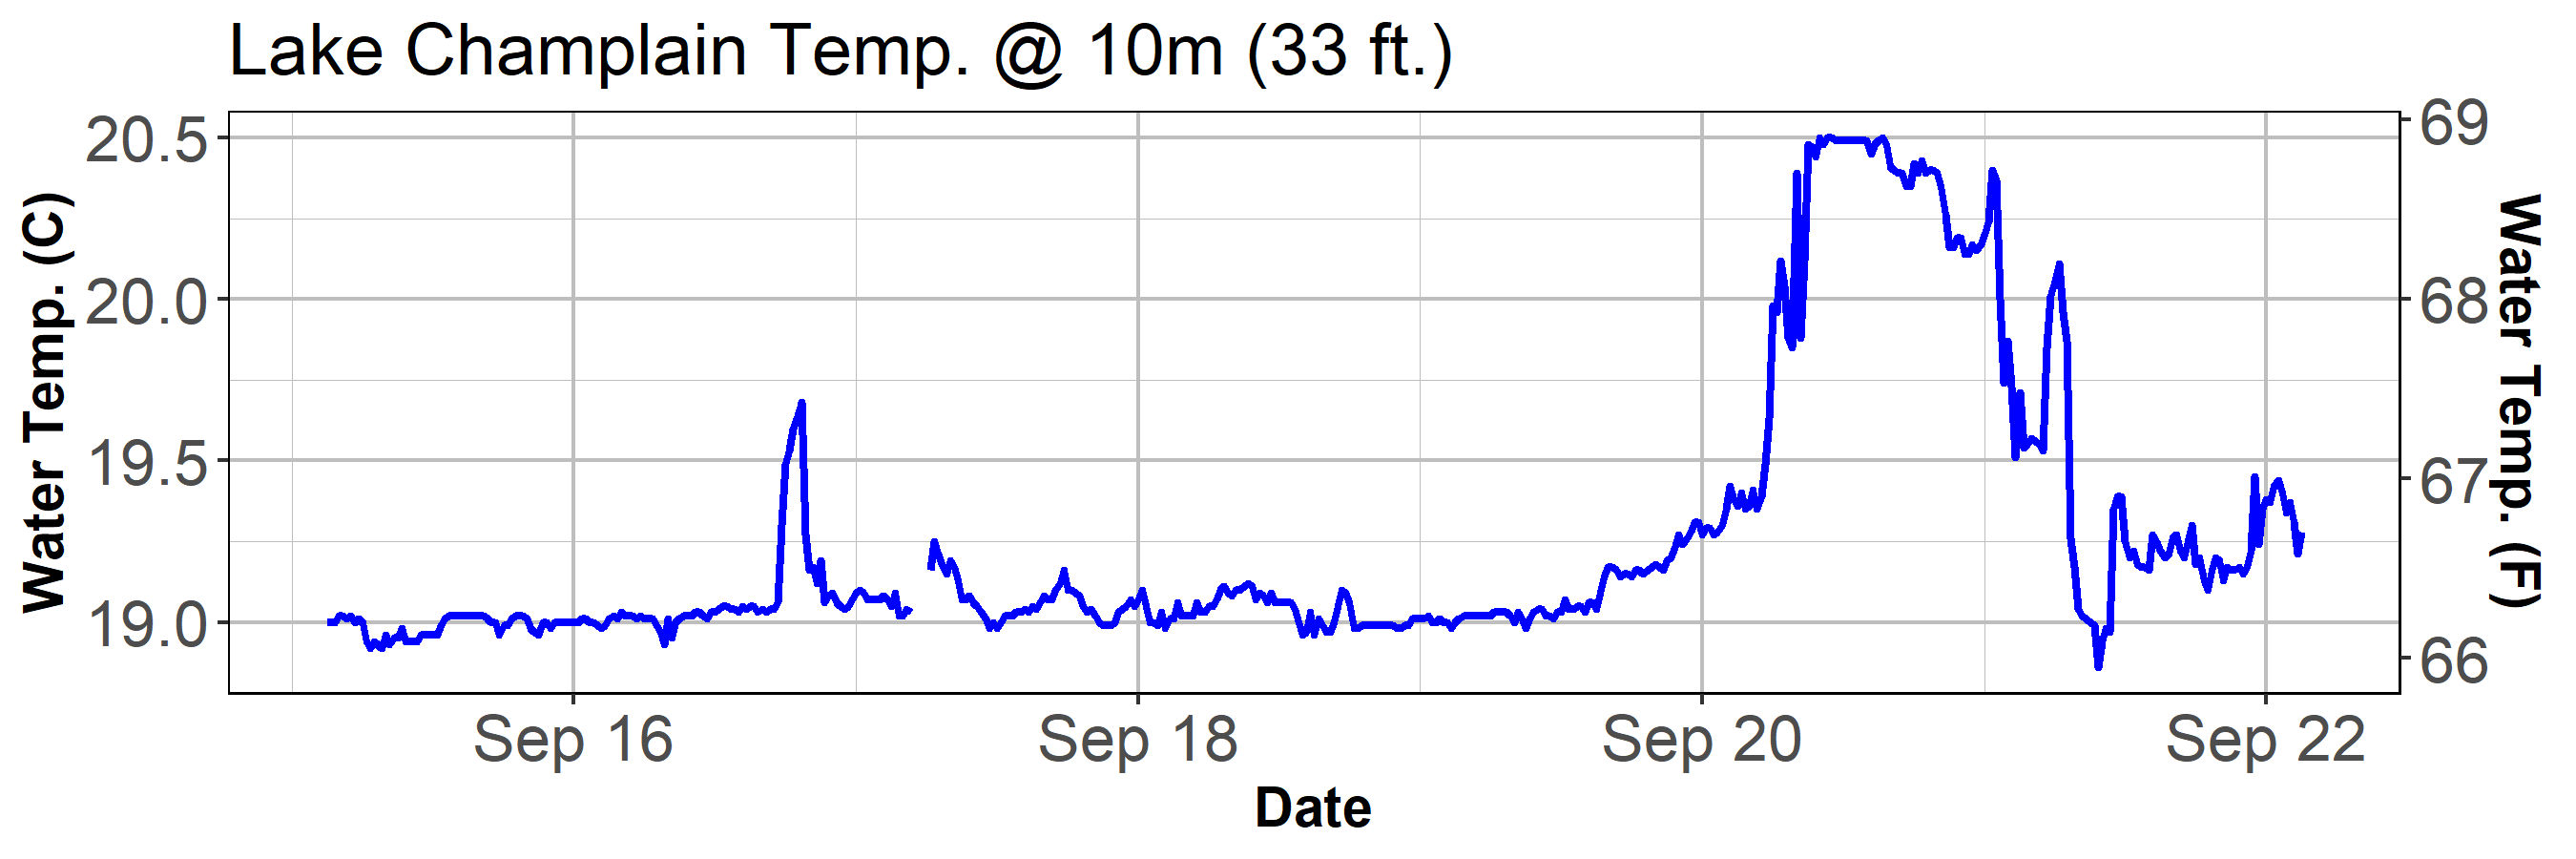 Lake Champlain Temp. @ 10m (33 ft.)
Water Temp. (C)
20.5
20.0
19.5
19.0
69
68
67
66
Water Temp. (F)
Sep 16
Sep 18
Sep 20
Sep 22
Date